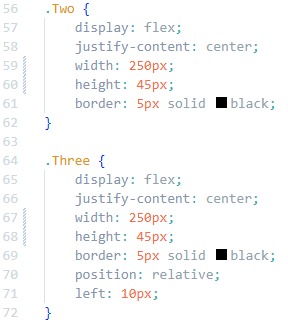 56 .Two {
57 display: flex;
58 justify-content: center;
59 width: 250px;
60 height: 45px;
61 border: 5px solid black;
62 }
63
64 .Three {
65 display: flex;
66 justify-content: center;
67 width: 250px;
68 height: 45px;
69 border: 5px solid black;
70 position: relative;
71 left: 10px;
72 }